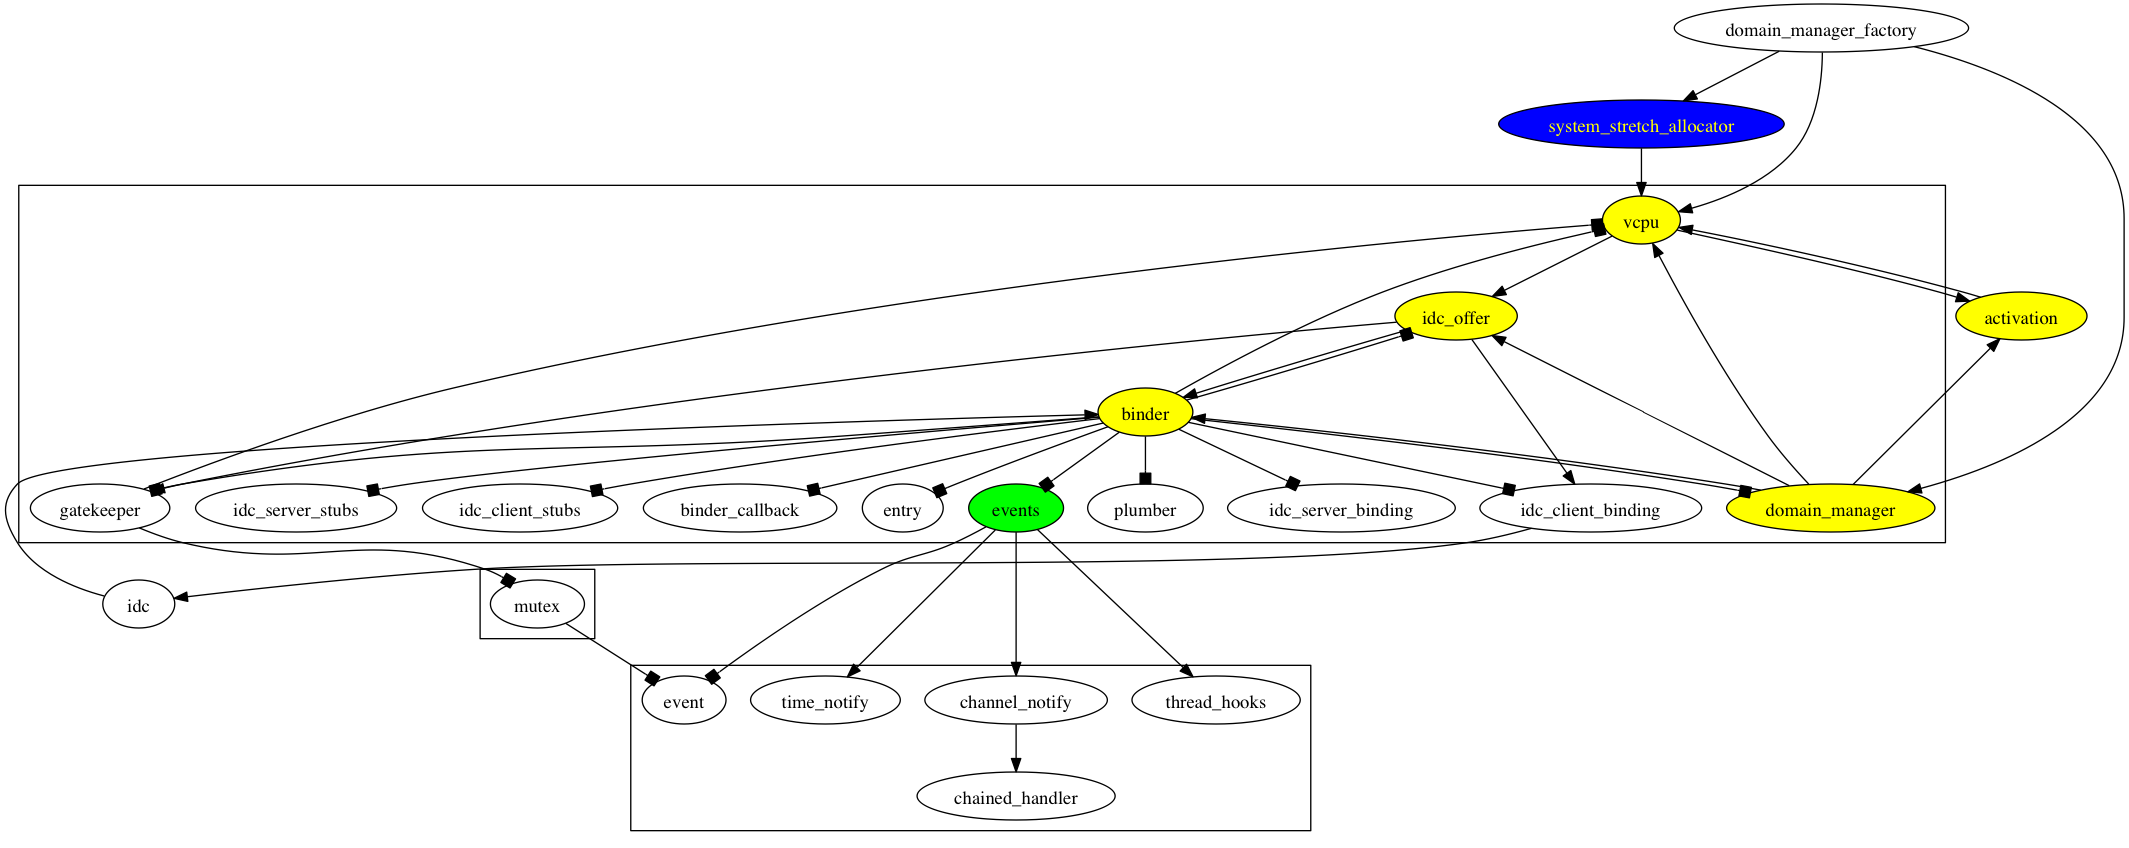 domain_manager_factory
system_stretch_allocator
vcpu
idc_offer
activation
binder
gatekeeper
idc_server_stubs
idc_client_stubs
binder_callback
entry
events
plumber
idc_server_binding
idc_client_binding
domain_manager
idc
mutex
event
time_notify
channel_notify
thread_hooks
chained_handler